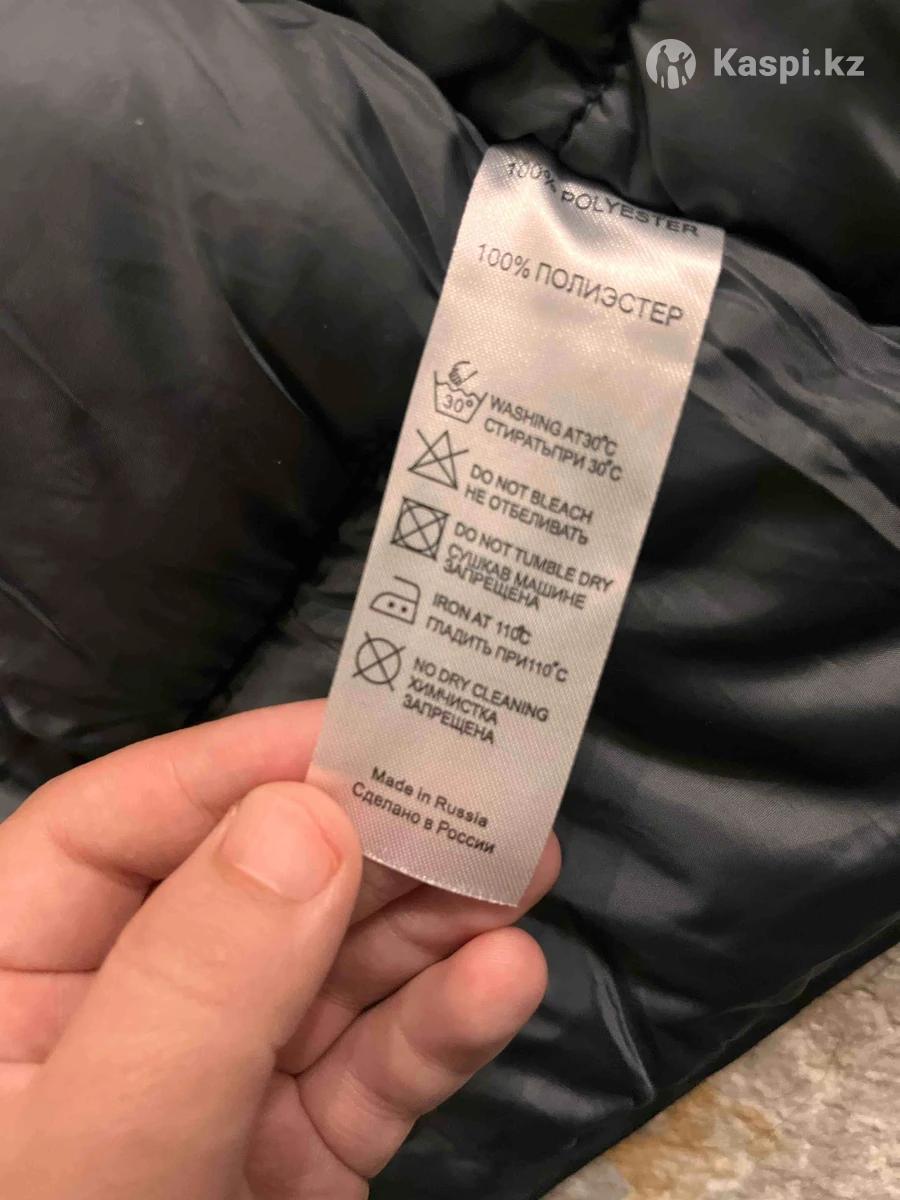 Kaspi.kz
100% POLYESTER
100% ПОЛИЭСТЕР
30°
WASHING AT30°C
СТИРАТЬПРИ 30°C
DO NOT BLEACH
НЕ ОТБЕЛИВАТЬ
DO NOT TUMBLE DRY
СУШКАВ МАШИНЕ
ЗАПРЕЩЕНА
IRON AT 110°C
ГЛАДИТЬ ПРИ110°C
NO DRY CLEANING
ХИМЧИСТКА
ЗАПРЕЩЕНА
Made in Russia
Сделано в России